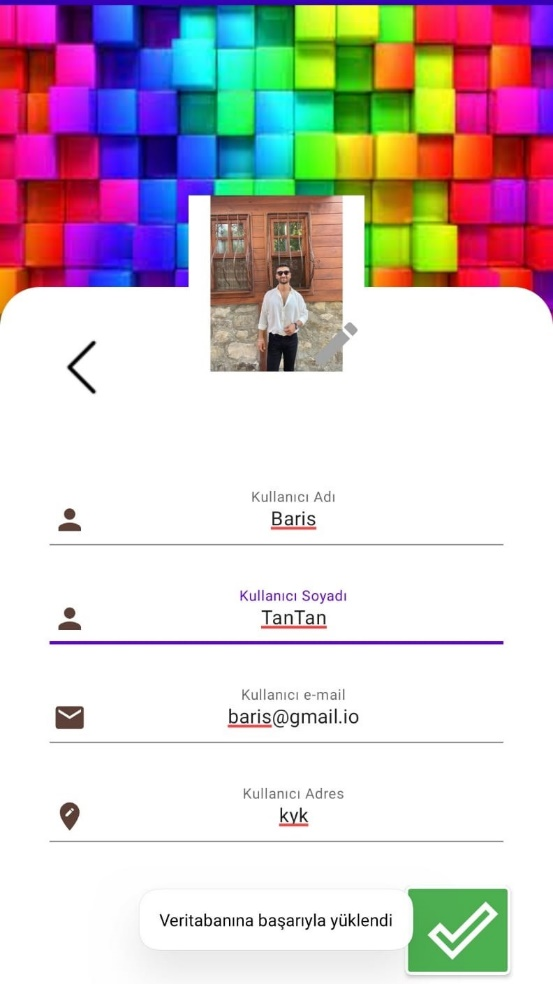 Kullanıcı Adı
Baris
Kullanıcı Soyadı
TanTan
Kullanıcı e-mail
baris@gmail.io
Kullanıcı Adres
kyk
Veritabanına başarıyla yüklendi